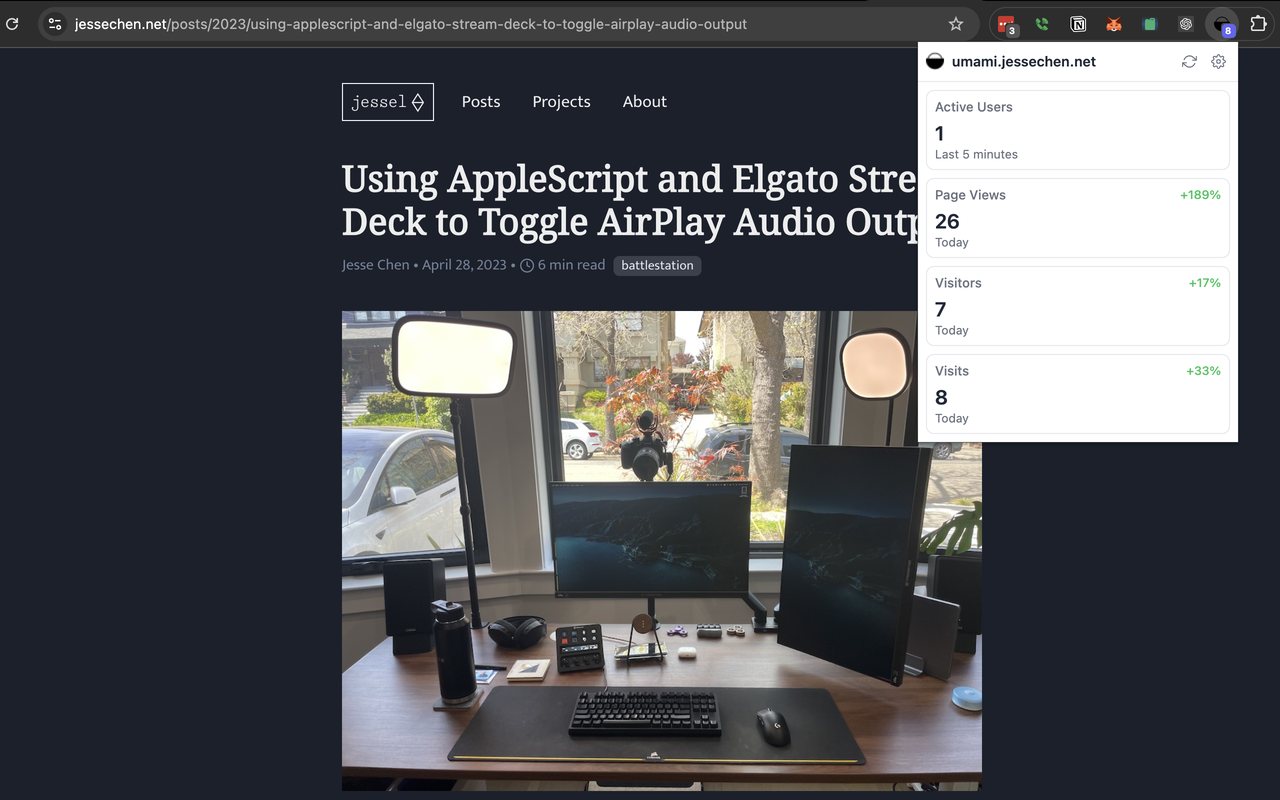 jessechen.net/posts/2023/using-applescript-and-elgato-stream-deck-to-toggle-airplay-audio-output
3
8
umami.jessechen.net
Active Users
1
Last 5 minutes
Page Views +189%
26
Today
Visitors +17%
7
Today
Visits +33%
8
Today
jessel Posts Projects About
Using AppleScript and Elgato Stre
Deck to Toggle AirPlay Audio Outp
Jesse Chen • April 28, 2023 • 6 min read battlestation